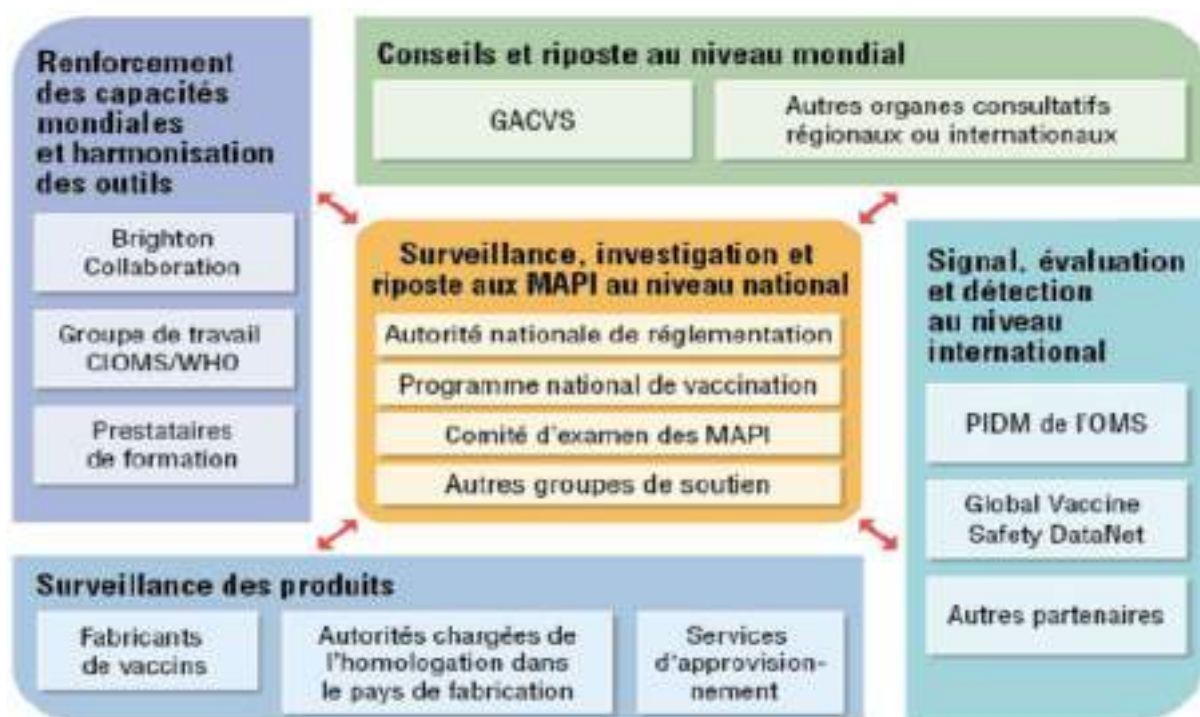 Renforcement
des capacités
mondiales
et harmonisation
des outils
Brighton
Collaboration
Groupe de travail
CIOMS/WHO
Prestataires
de formation
Conseils et riposte au niveau mondial
GACVS
Autres organes consultatifs
régionaux ou internationaux
Surveillance, investigation et
riposte aux MAPI au niveau national
Autorité nationale de réglementation
Programme national de vaccination
Comité d'examen des MAPI
Autres groupes de soutien
Signal, évaluation
et détection
au niveau
international
PIDM de l'OMS
Global Vaccine
Safety DataNet
Autres partenaires
Surveillance des produits
Fabricants
de vaccins
Autorités chargées de
l'homologation dans
le pays de fabrication
Services
d'approvision-
nement